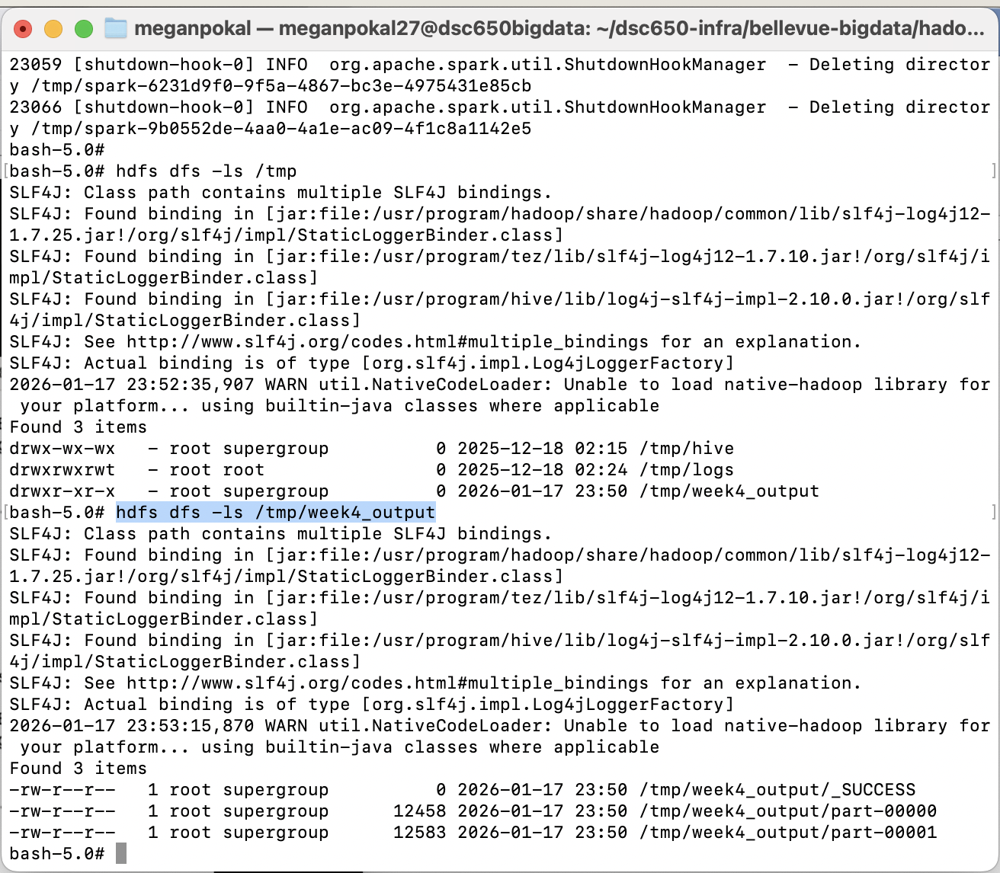 meganpokal — meganpokal27@dsc650bigdata: ~/dsc650-infra/bellevue-bigdata/hado...
23059 [shutdown-hook-0] INFO  org.apache.spark.util.ShutdownHookManager  - Deleting director
y /tmp/spark-6231d9f0-9f5a-4867-bc3e-4975431e85cb
23066 [shutdown-hook-0] INFO  org.apache.spark.util.ShutdownHookManager  - Deleting director
y /tmp/spark-9b0552de-4aa0-4a1e-ac09-4f1c8a1142e5
bash-5.0#
[bash-5.0# hdfs dfs -ls /tmp ]
SLF4J: Class path contains multiple SLF4J bindings.
SLF4J: Found binding in [jar:file:/usr/program/hadoop/share/hadoop/common/lib/slf4j-log4j12-
1.7.25.jar!/org/slf4j/impl/StaticLoggerBinder.class]
SLF4J: Found binding in [jar:file:/usr/program/tez/lib/slf4j-log4j12-1.7.10.jar!/org/slf4j/i
mpl/StaticLoggerBinder.class]
SLF4J: Found binding in [jar:file:/usr/program/hive/lib/log4j-slf4j-impl-2.10.0.jar!/org/slf
4j/impl/StaticLoggerBinder.class]
SLF4J: See http://www.slf4j.org/codes.html#multiple_bindings for an explanation.
SLF4J: Actual binding is of type [org.slf4j.impl.Log4jLoggerFactory]
2026-01-17 23:52:35,907 WARN util.NativeCodeLoader: Unable to load native-hadoop library for
 your platform... using builtin-java classes where applicable
Found 3 items
drwx-wx-wx   - root supergroup          0 2025-12-18 02:15 /tmp/hive
drwxrwxrwt   - root root                0 2025-12-18 02:24 /tmp/logs
drwxr-xr-x   - root supergroup          0 2026-01-17 23:50 /tmp/week4_output
[bash-5.0# hdfs dfs -ls /tmp/week4_output ]
SLF4J: Class path contains multiple SLF4J bindings.
SLF4J: Found binding in [jar:file:/usr/program/hadoop/share/hadoop/common/lib/slf4j-log4j12-
1.7.25.jar!/org/slf4j/impl/StaticLoggerBinder.class]
SLF4J: Found binding in [jar:file:/usr/program/tez/lib/slf4j-log4j12-1.7.10.jar!/org/slf4j/i
mpl/StaticLoggerBinder.class]
SLF4J: Found binding in [jar:file:/usr/program/hive/lib/log4j-slf4j-impl-2.10.0.jar!/org/slf
4j/impl/StaticLoggerBinder.class]
SLF4J: See http://www.slf4j.org/codes.html#multiple_bindings for an explanation.
SLF4J: Actual binding is of type [org.slf4j.impl.Log4jLoggerFactory]
2026-01-17 23:53:15,870 WARN util.NativeCodeLoader: Unable to load native-hadoop library for
 your platform... using builtin-java classes where applicable
Found 3 items
-rw-r--r--   1 root supergroup          0 2026-01-17 23:50 /tmp/week4_output/_SUCCESS
-rw-r--r--   1 root supergroup      12458 2026-01-17 23:50 /tmp/week4_output/part-00000
-rw-r--r--   1 root supergroup      12583 2026-01-17 23:50 /tmp/week4_output/part-00001
bash-5.0#